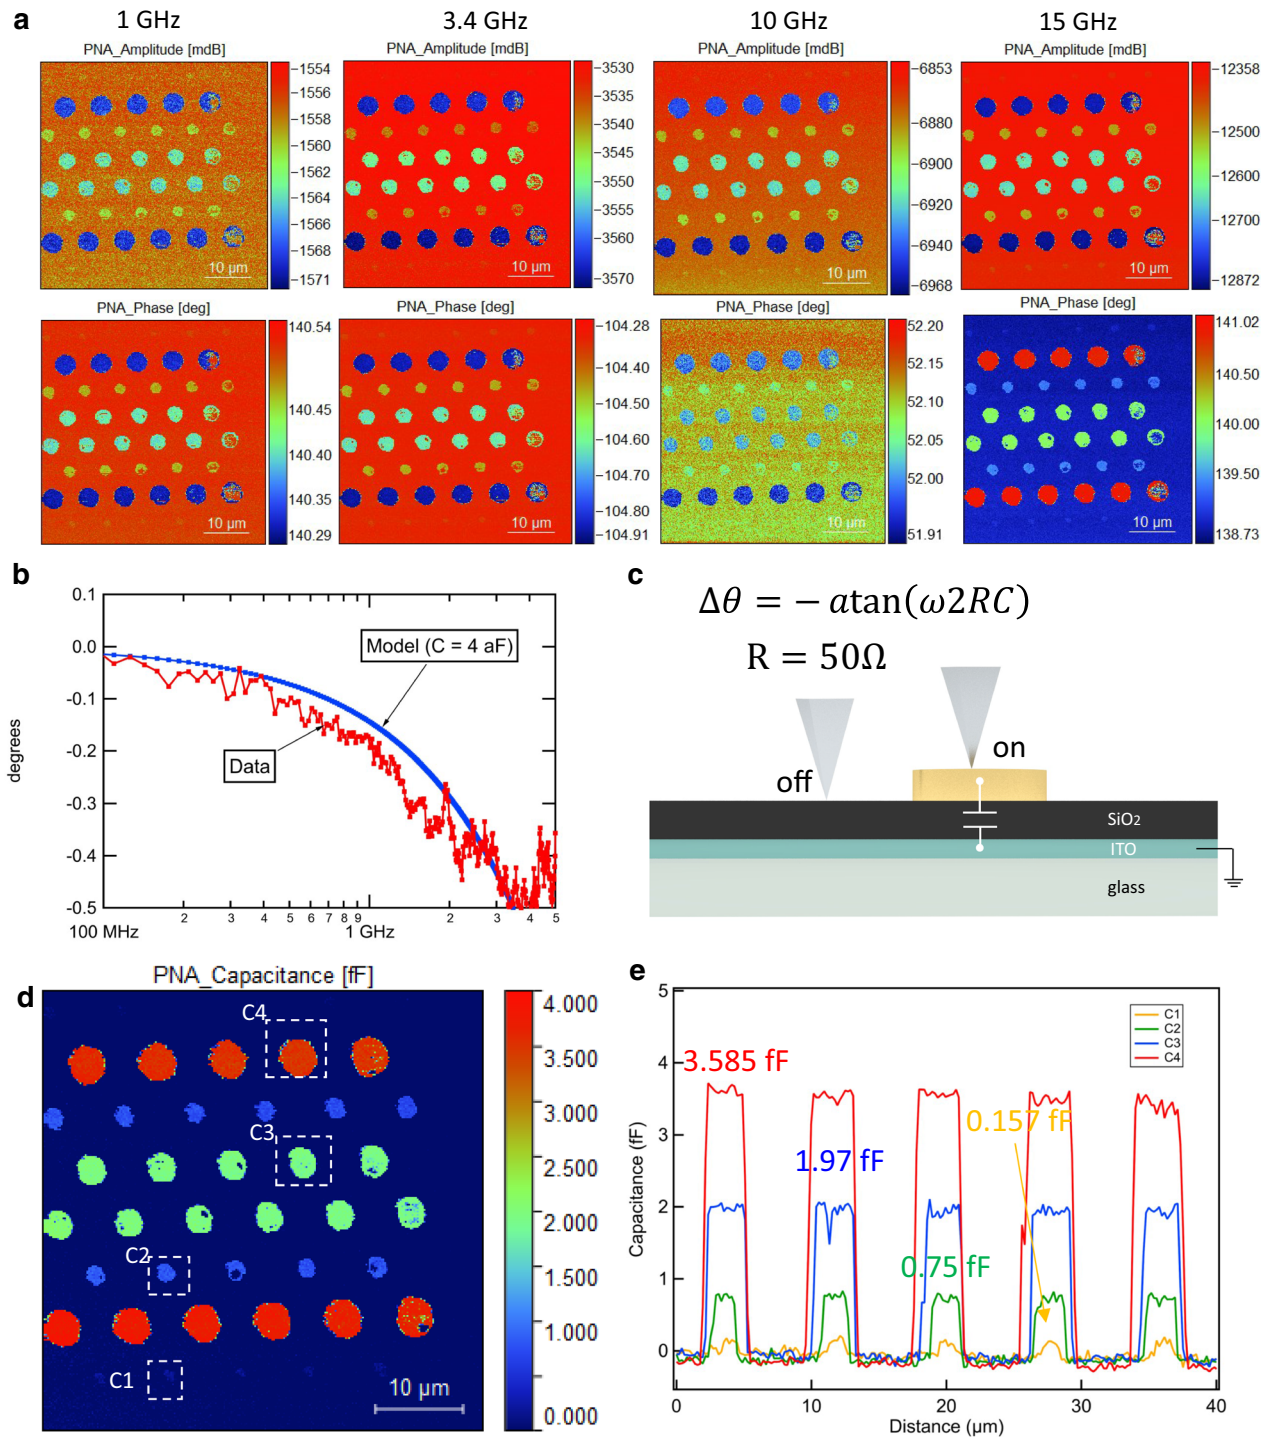 a
1 GHz
3.4 GHz
10 GHz
15 GHz
PNA_Amplitude [mdB]
PNA_Amplitude [mdB]
PNA_Amplitude [mdB]
PNA_Amplitude [mdB]
−1554
−1556
−1558
−1560
−1562
−1564
−1566
−1568
−1571
10 µm
−3530
−3535
−3540
−3545
−3550
−3555
−3560
−3570
10 µm
−6853
−6880
−6900
−6920
−6940
−6968
10 µm
−12358
−12500
−12600
−12700
−12872
10 µm
PNA_Phase [deg]
PNA_Phase [deg]
PNA_Phase [deg]
PNA_Phase [deg]
140.54
140.45
140.40
140.35
140.29
10 µm
−104.28
−104.40
−104.50
−104.60
−104.70
−104.80
−104.91
10 µm
52.20
52.15
52.10
52.05
52.00
51.91
10 µm
141.02
140.50
140.00
139.50
138.73
10 µm
b
degrees
0.1
0.0
-0.1
-0.2
-0.3
-0.4
-0.5
Model (C = 4 aF)
Data
2 3 4 5 6 7 8 9 2 3 4 5
100 MHz 1 GHz
c
Δθ = − atan(ω2RC)
R = 50Ω
off
on
SiO2
ITO
glass
d
PNA_Capacitance [fF]
C4
C3
C2
C1
10 µm
4.000
3.500
3.000
2.500
2.000
1.500
1.000
0.000
e
Capacitance (fF)
5
4
3
2
1
0
C1
C2
C3
C4
3.585 fF
0.157 fF
1.97 fF
0.75 fF
0 10 20 30 40
Distance (µm)